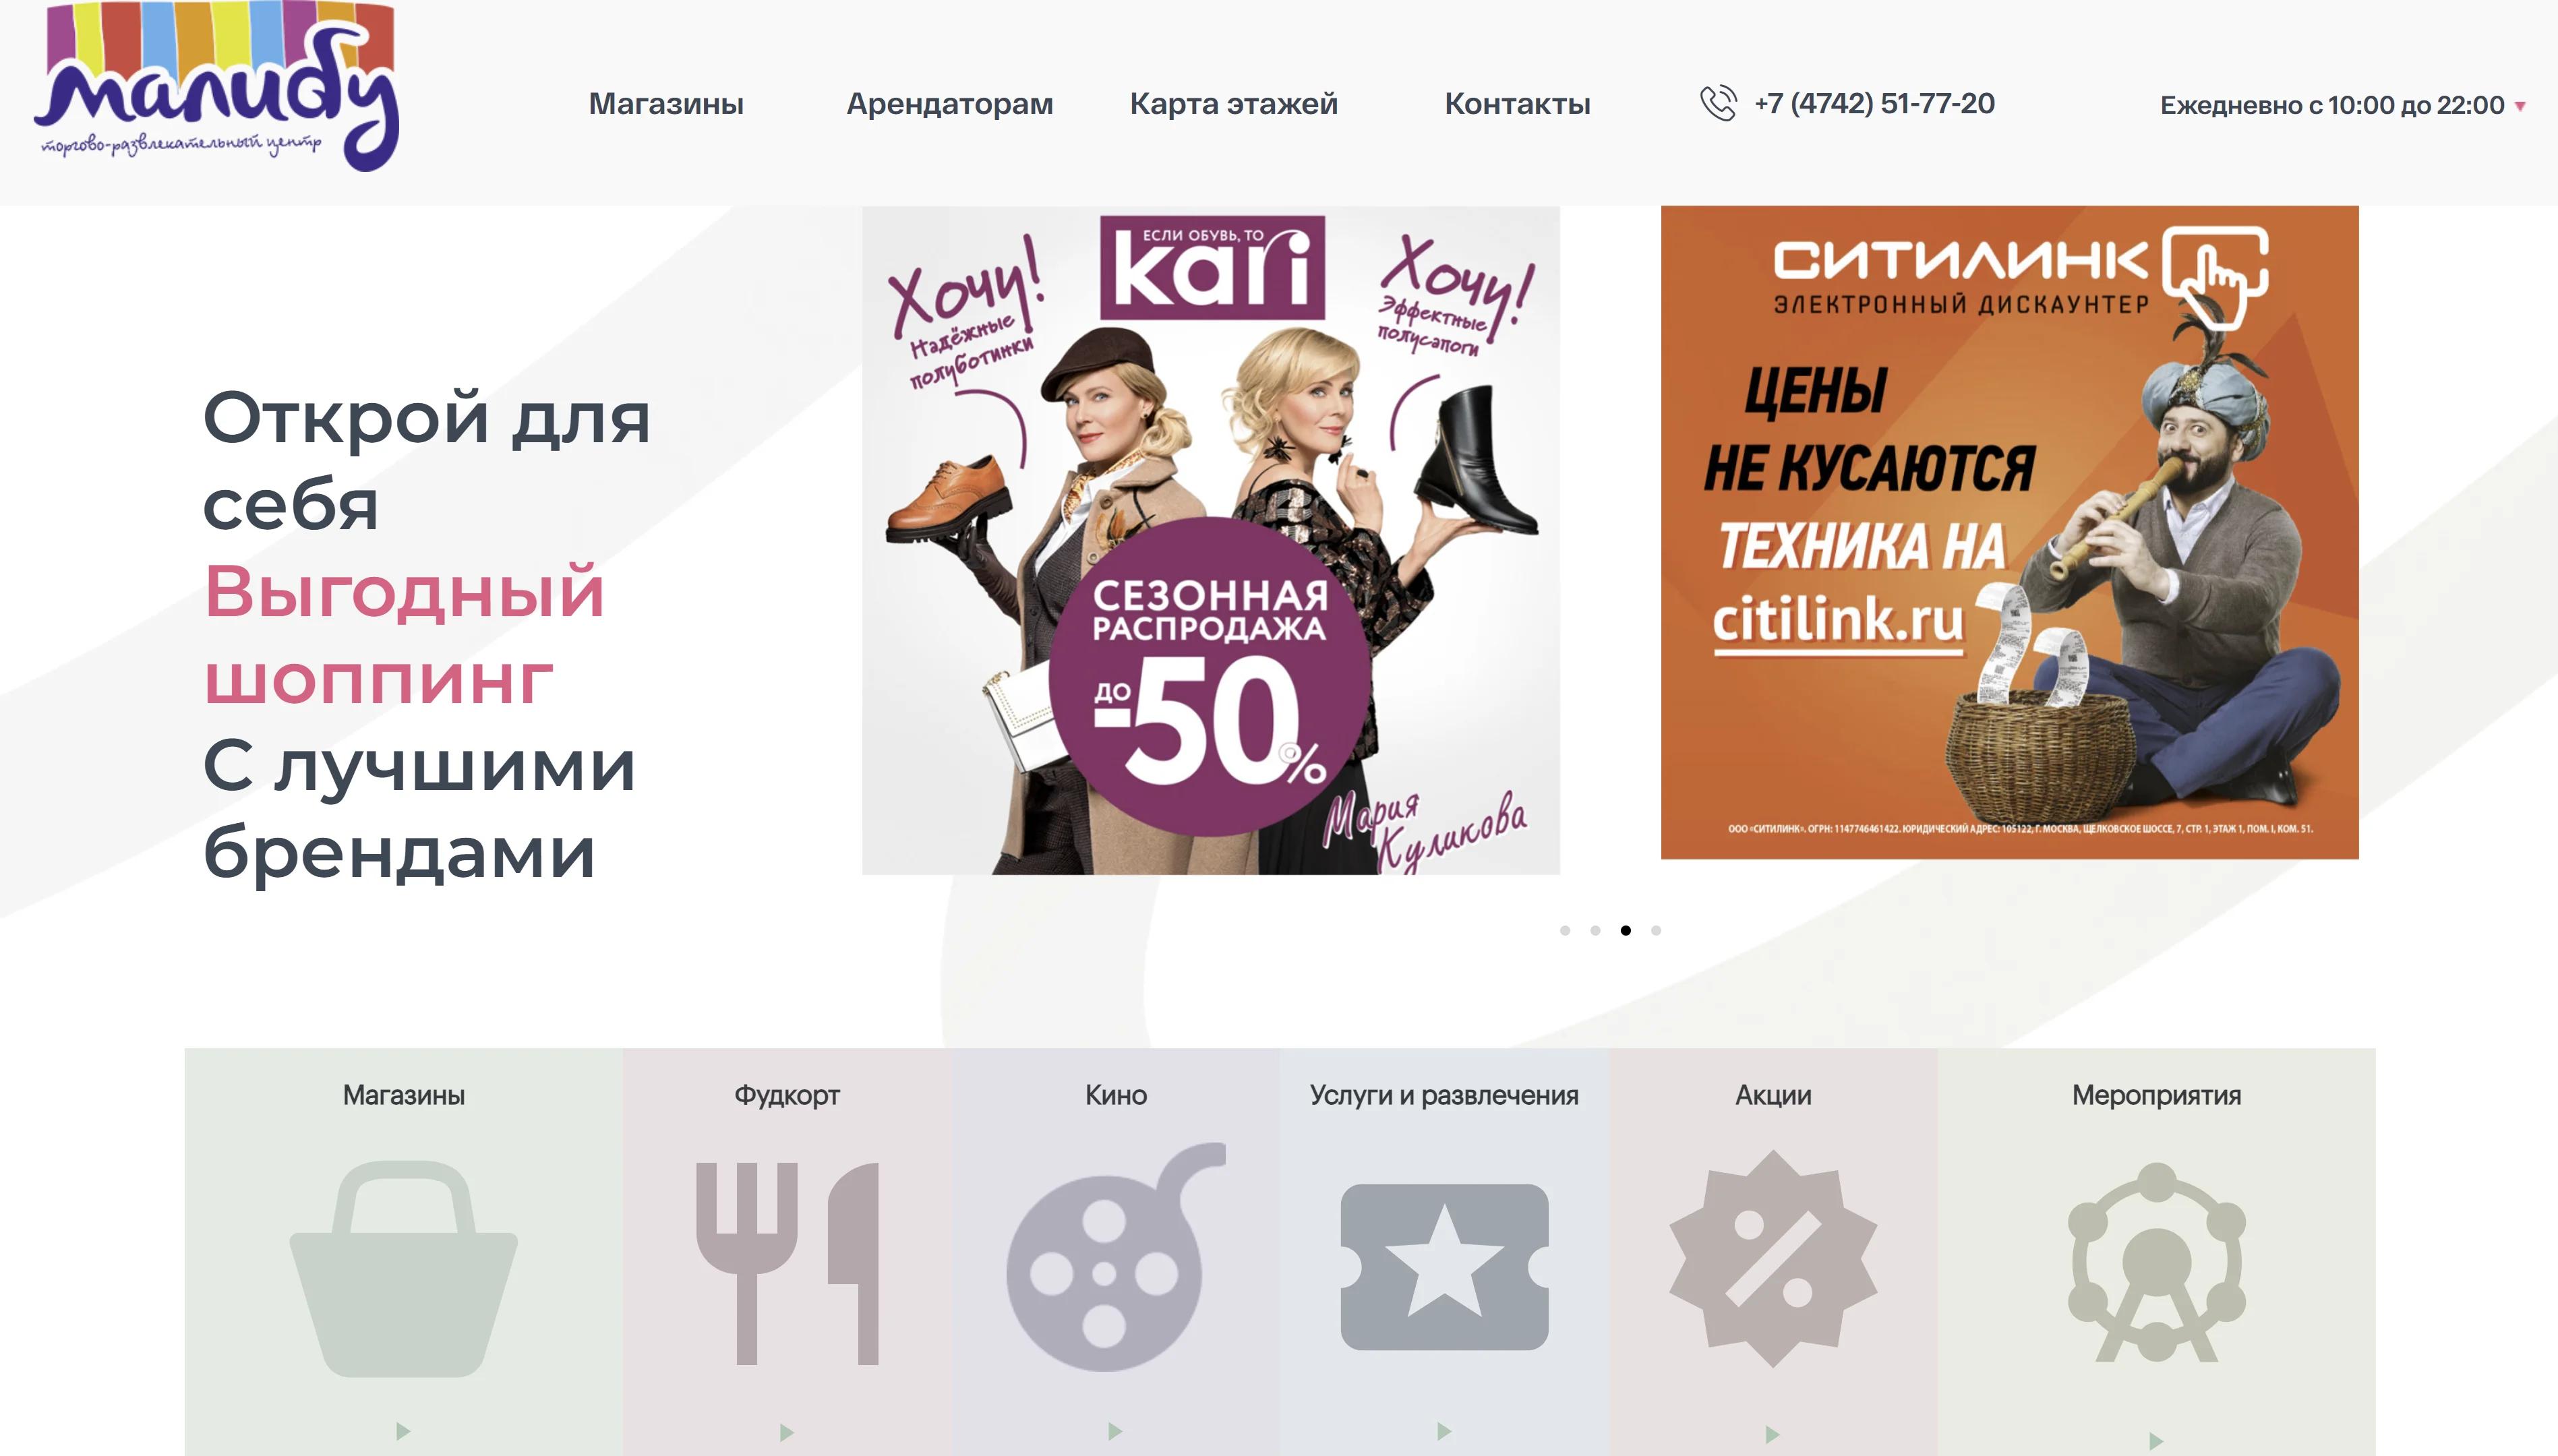 малибу
торгово-развлекательный центр
Магазины
Арендаторам
Карта этажей
Контакты
+7 (4742) 51-77-20
Ежедневно с 10:00 до 22:00
Открой для
себя
Выгодный
шоппинг
С лучшими
брендами
ЕСЛИ ОБУВЬ, ТО
kari
Хочу!
Надёжные
полуботинки
Хочу!
Эффектные
полусапоги
СЕЗОННАЯ
РАСПРОДАЖА
ДО
-50%
Мария
Куликова
СИТИЛИНК
ЭЛЕКТРОННЫЙ ДИСКАУНТЕР
ЦЕНЫ
НЕ КУСАЮТСЯ
ТЕХНИКА НА
citilink.ru
ООО «СИТИЛИНК». ОГРН: 1147746461422. ЮРИДИЧЕСКИЙ АДРЕС: 105122, Г. МОСКВА, ЩЕЛКОВСКОЕ ШОССЕ, 7, СТР. 1, ЭТАЖ 1, ПОМ. I, КОМ. 51.
Магазины
Фудкорт
Кино
Услуги и развлечения
Акции
Мероприятия